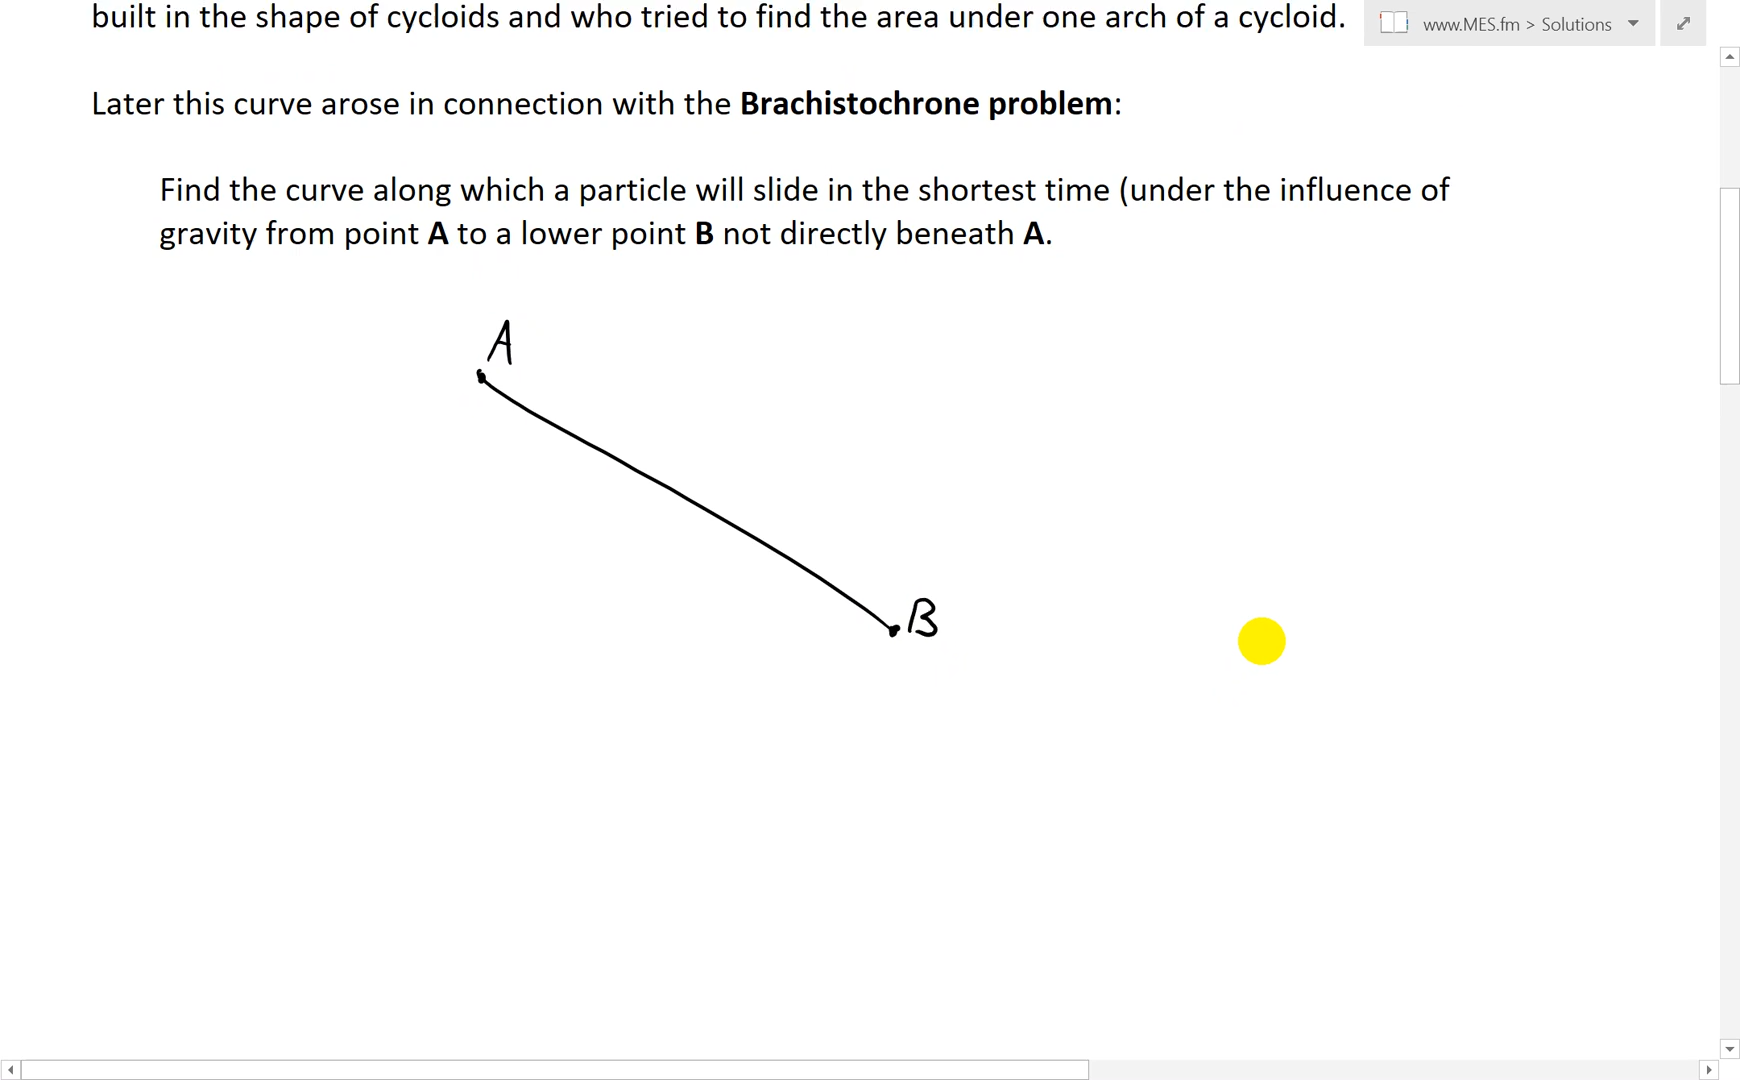 built in the shape of cycloids and who tried to find the area under one arch of a cycloid.
www.MES.fm > Solutions
Later this curve arose in connection with the Brachistochrone problem:
Find the curve along which a particle will slide in the shortest time (under the influence of
gravity from point A to a lower point B not directly beneath A.
A
B